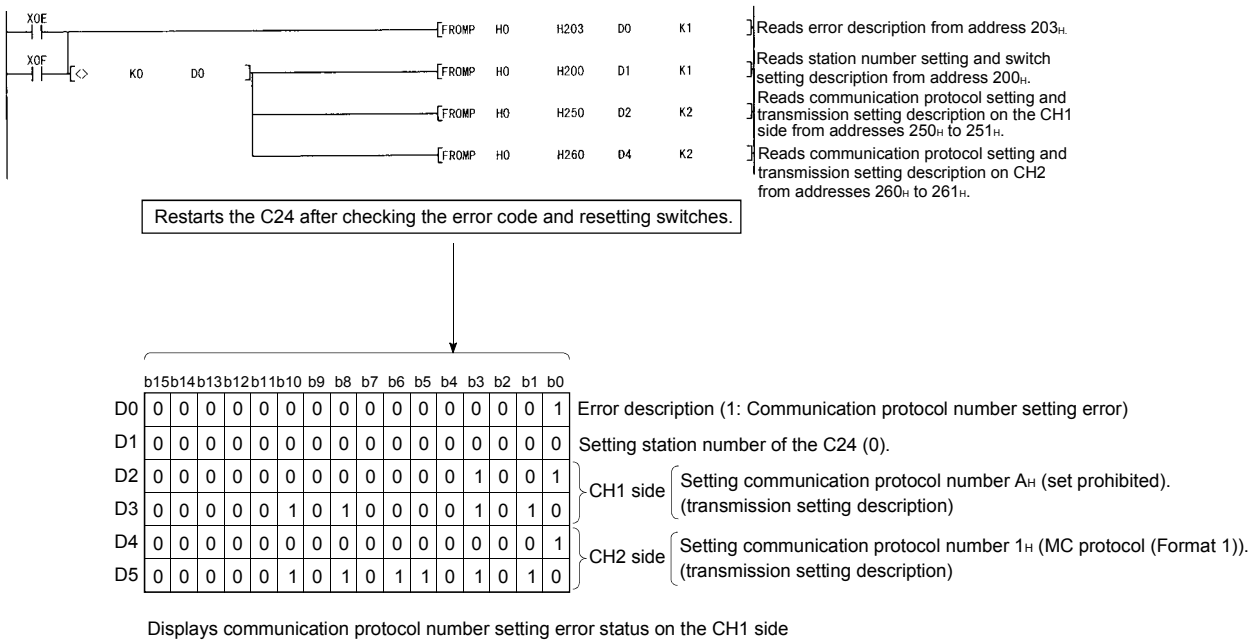 X0E
[FROMP H0 H203 D0 K1 ] Reads error description from address 203H.
X0F
[<> K0 D0 ]
[FROMP H0 H200 D1 K1 ] Reads station number setting and switch
setting description from address 200H.
[FROMP H0 H250 D2 K2 ] Reads communication protocol setting and
transmission setting description on the CH1
side from addresses 250H to 251H.
[FROMP H0 H260 D4 K2 ] Reads communication protocol setting and
transmission setting description on CH2
from addresses 260H to 261H.
Restarts the C24 after checking the error code and resetting switches.
b15 b14 b13 b12 b11 b10 b9 b8 b7 b6 b5 b4 b3 b2 b1 b0
D0 0 0 0 0 0 0 0 0 0 0 0 0 0 0 0 1 Error description (1: Communication protocol number setting error)
D1 0 0 0 0 0 0 0 0 0 0 0 0 0 0 0 0 Setting station number of the C24 (0).
D2 0 0 0 0 0 0 0 0 0 0 0 0 1 0 0 1
CH1 side
Setting communication protocol number AH (set prohibited).
D3 0 0 0 0 0 1 0 1 0 0 0 0 1 0 1 0
(transmission setting description)
D4 0 0 0 0 0 0 0 0 0 0 0 0 0 0 0 1
CH2 side
Setting communication protocol number 1H (MC protocol (Format 1)).
D5 0 0 0 0 0 1 0 1 0 1 1 0 1 0 1 0
(transmission setting description)
Displays communication protocol number setting error status on the CH1 side